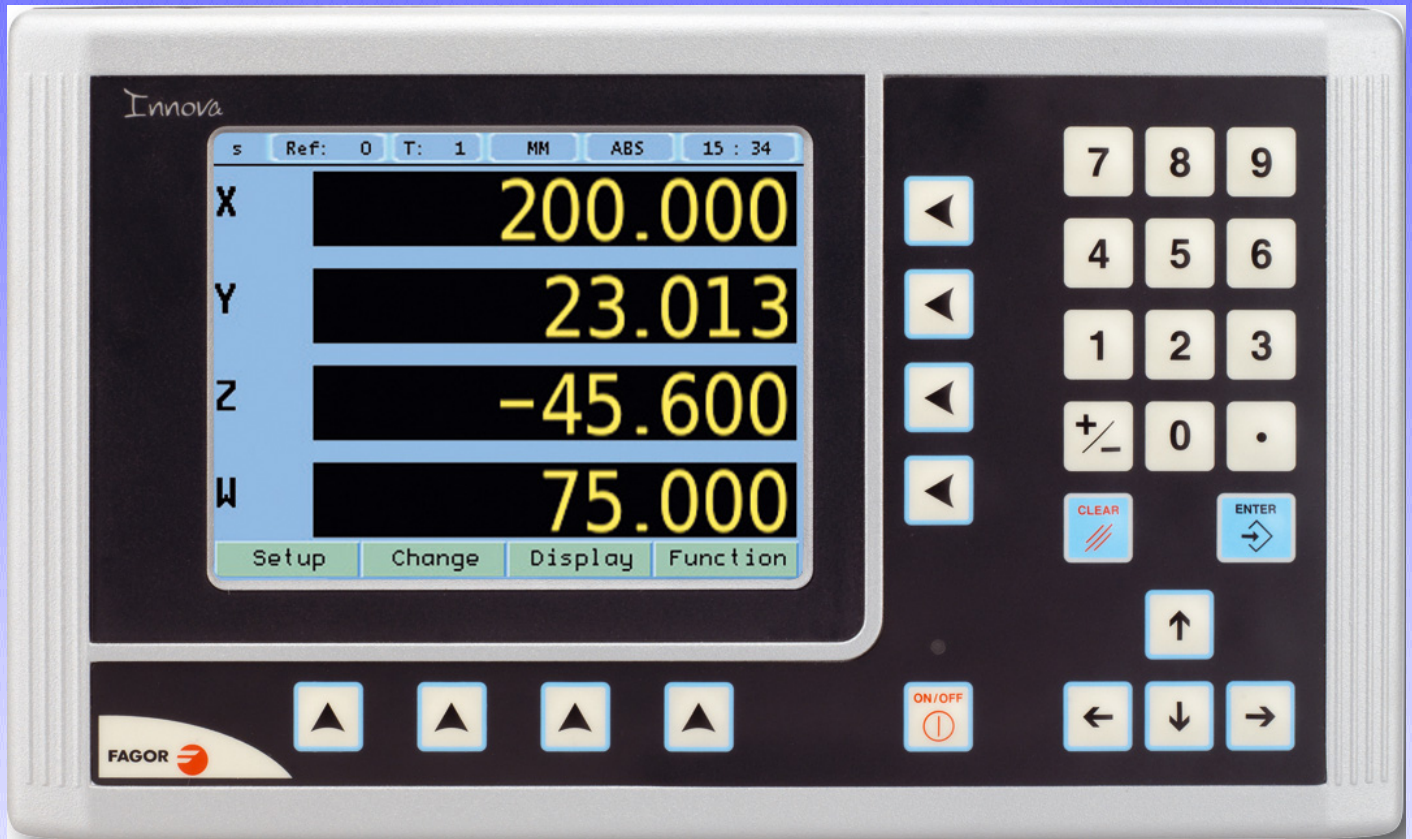 Innova
s Ref: 0 T: 1 MM ABS 15 : 34
X 200.000
Y 23.013
Z -45.600
W 75.000
Setup Change Display Function
7 8 9
4 5 6
1 2 3
+/- 0 .
CLEAR ENTER
ON/OFF
FAGOR